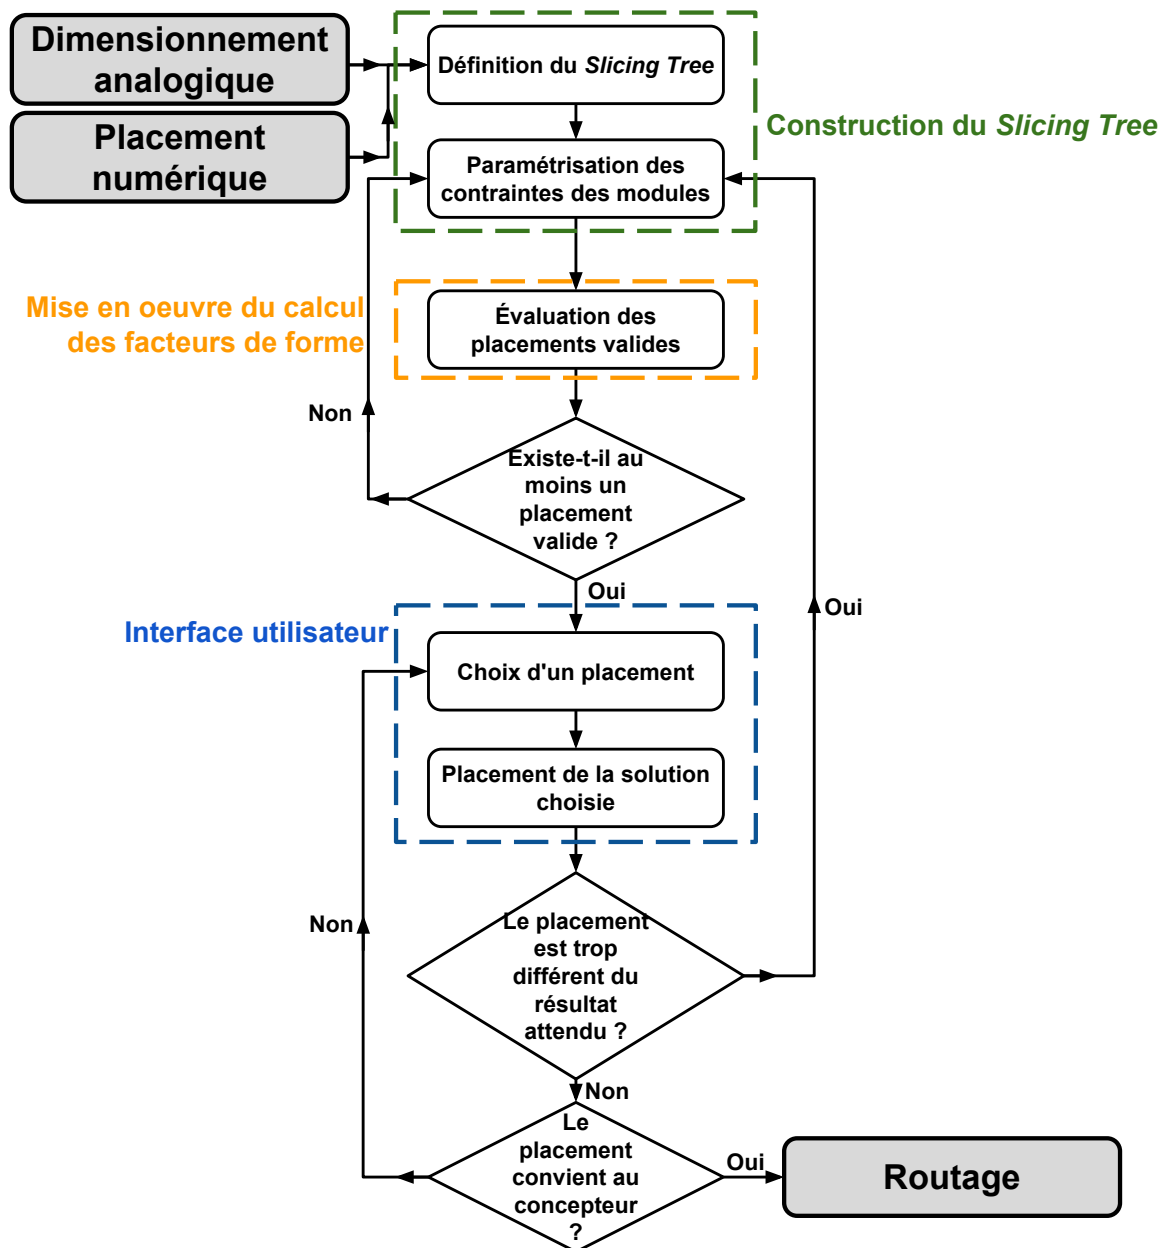 Dimensionnement
analogique
Placement
numérique
Définition du Slicing Tree
Construction du Slicing Tree
Paramétrisation des
contraintes des modules
Mise en oeuvre du calcul
des facteurs de forme
Évaluation des
placements valides
Non
Existe-t-il au
moins un
placement
valide ?
Oui
Oui
Interface utilisateur
Choix d'un placement
Placement de la solution
choisie
Non
Le placement
est trop
différent du
résultat
attendu ?
Non
Le
placement
convient au
concepteur
?
Oui
Routage